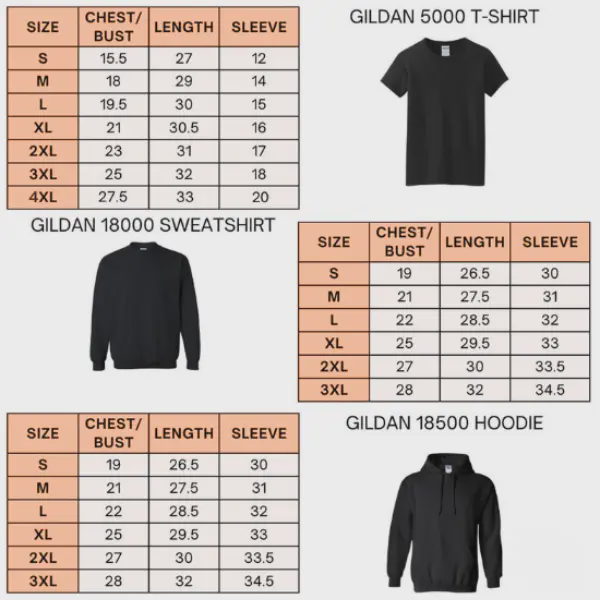 SIZE CHEST/ BUST LENGTH SLEEVE
S 15.5 27 12
M 18 29 14
L 19.5 30 15
XL 21 30.5 16
2XL 23 31 17
3XL 25 32 18
4XL 27.5 33 20
GILDAN 5000 T-SHIRT
GILDAN 18000 SWEATSHIRT
SIZE CHEST/ BUST LENGTH SLEEVE
S 19 26.5 30
M 21 27.5 31
L 22 28.5 32
XL 25 29.5 33
2XL 27 30 33.5
3XL 28 32 34.5
SIZE CHEST/ BUST LENGTH SLEEVE
S 19 26.5 30
M 21 27.5 31
L 22 28.5 32
XL 25 29.5 33
2XL 27 30 33.5
3XL 28 32 34.5
GILDAN 18500 HOODIE